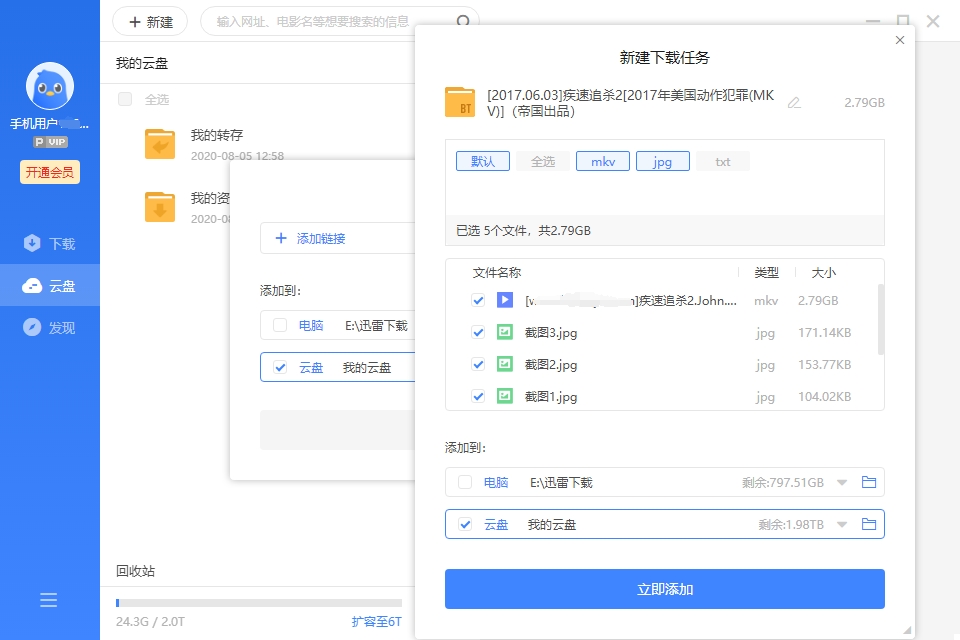 新建
输入网址、电影名等想要搜索的信息
手机用户
P VIP
开通会员
下载
云盘
发现
我的云盘
全选
我的转存
2020-08-05 12:58
我的资
2020-08
添加链接
添加到:
电脑 E:\迅雷下载
云盘 我的云盘
回收站
24.3G / 2.0T
扩容至6T
新建下载任务
BT
[2017.06.03]疾速追杀2[2017年美国动作犯罪(MK
V)]（帝国出品）
2.79GB
默认 全选 mkv jpg txt
已选 5个文件，共2.79GB
文件名称 类型 大小
疾速追杀2.John.... mkv 2.79GB
截图3.jpg jpg 171.14KB
截图2.jpg jpg 153.77KB
截图1.jpg jpg 104.02KB
添加到:
电脑 E:\迅雷下载 剩余:797.51GB
云盘 我的云盘 剩余:1.98TB
立即添加